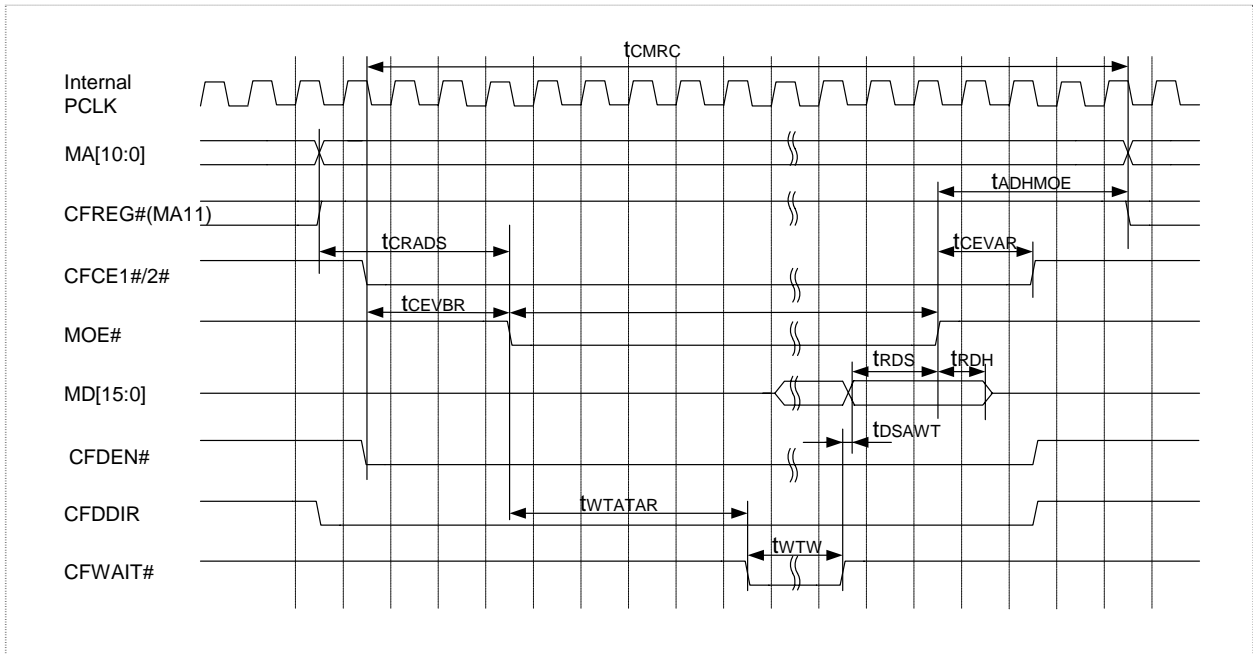 tCMRC
Internal
PCLK
MA[10:0]
tADHMOE
CFREG#(MA11)
tCRADS
tCEVAR
CFCE1#/2#
tCEVBR
MOE#
tRDS
tRDH
MD[15:0]
tDSAWT
CFDEN#
tWTATAR
CFDDIR
tWTW
CFWAIT#